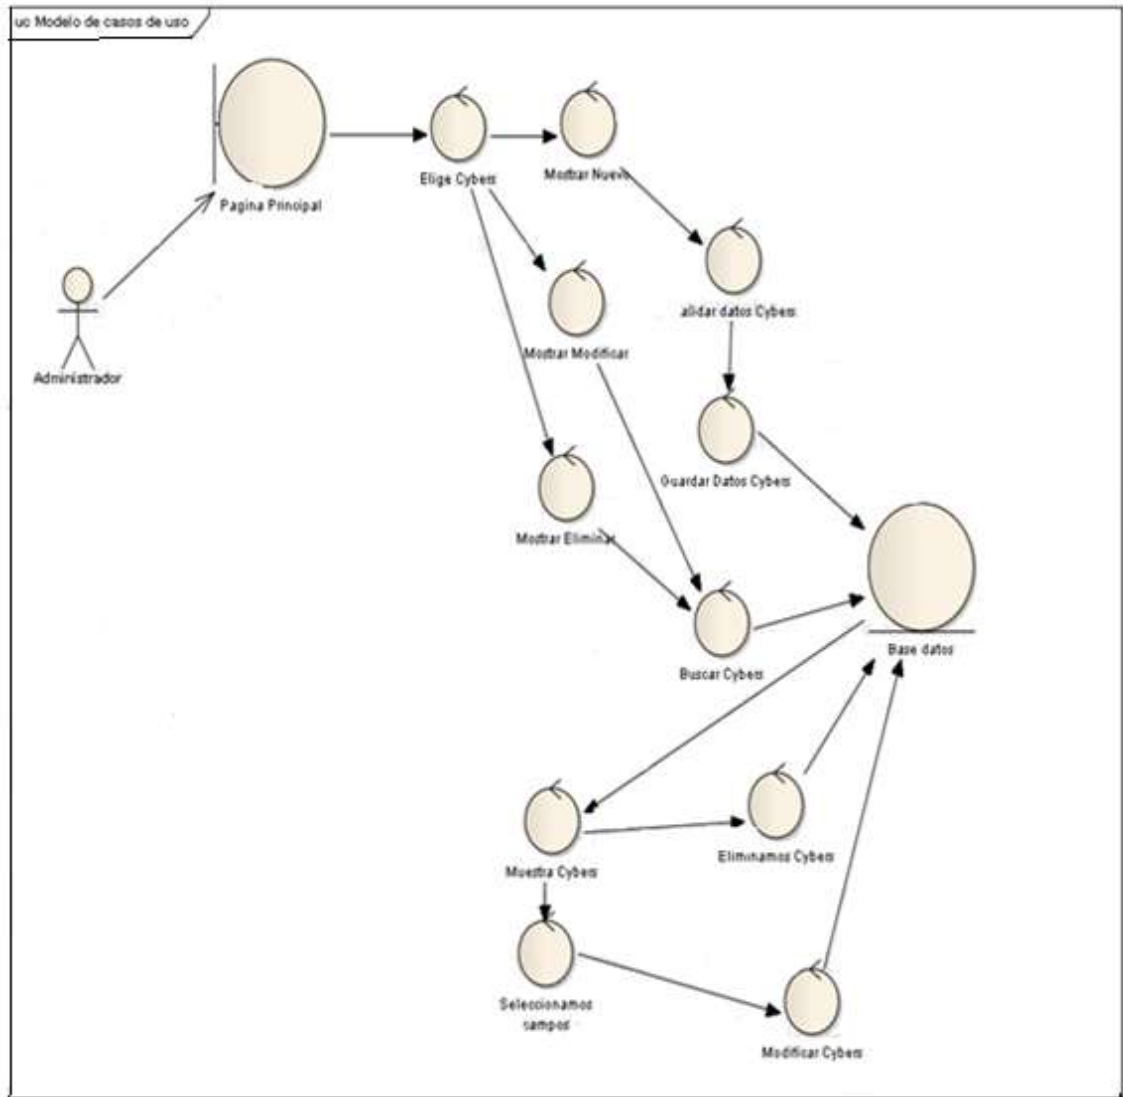 uc Modelo de casos de uso
Pagina Principal
Elige Cybers
Mostrar Nuevo
Administrador
alidar datos Cybers
Mostrar Modificar
Guardar Datos Cybers
Mostrar Eliminar
Base datos
Buscar Cybers
Eliminamos Cybers
Muestra Cybers
Seleccionamos
campos
Modificar Cybers